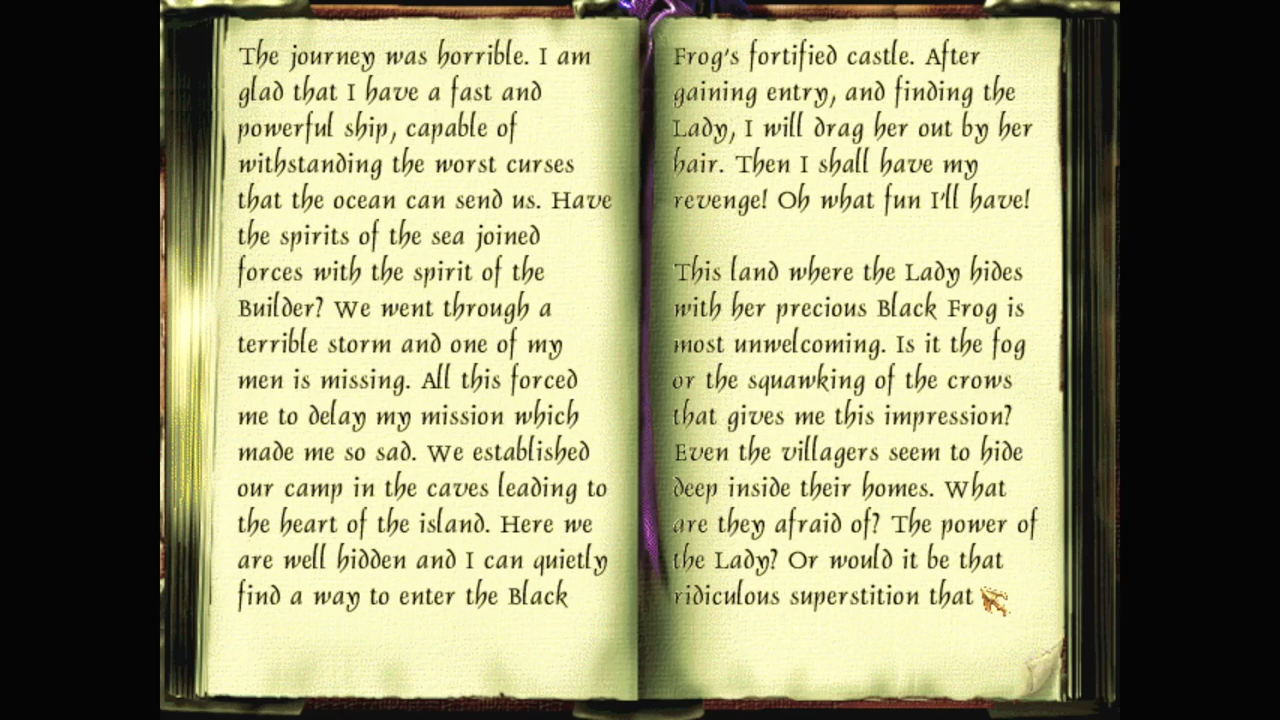 The journey was horrible. I am
glad that I have a fast and
powerful ship, capable of
withstanding the worst curses
that the ocean can send us. Have
the spirits of the sea joined
forces with the spirit of the
Builder? We went through a
terrible storm and one of my
men is missing. All this forced
me to delay my mission which
made me so sad. We established
our camp in the caves leading to
the heart of the island. Here we
are well hidden and I can quietly
find a way to enter the Black
Frog's fortified castle. After
gaining entry, and finding the
Lady, I will drag her out by her
hair. Then I shall have my
revenge! Oh what fun I'll have!
This land where the Lady hides
with her precious Black Frog is
most unwelcoming. Is it the fog
or the squawking of the crows
that gives me this impression?
Even the villagers seem to hide
deep inside their homes. What
are they afraid of? The power of
the Lady? Or would it be that
ridiculous superstition that